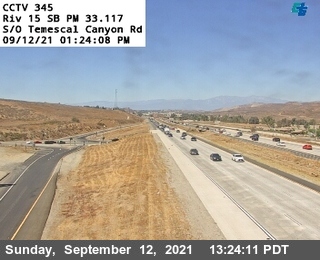 CCTV 345
Riv 15 SB PM 33.117
S/O Temescal Canyon Rd
09/12/21 01:24:08 PM
Sunday, September 12, 2021 13:24:11 PDT